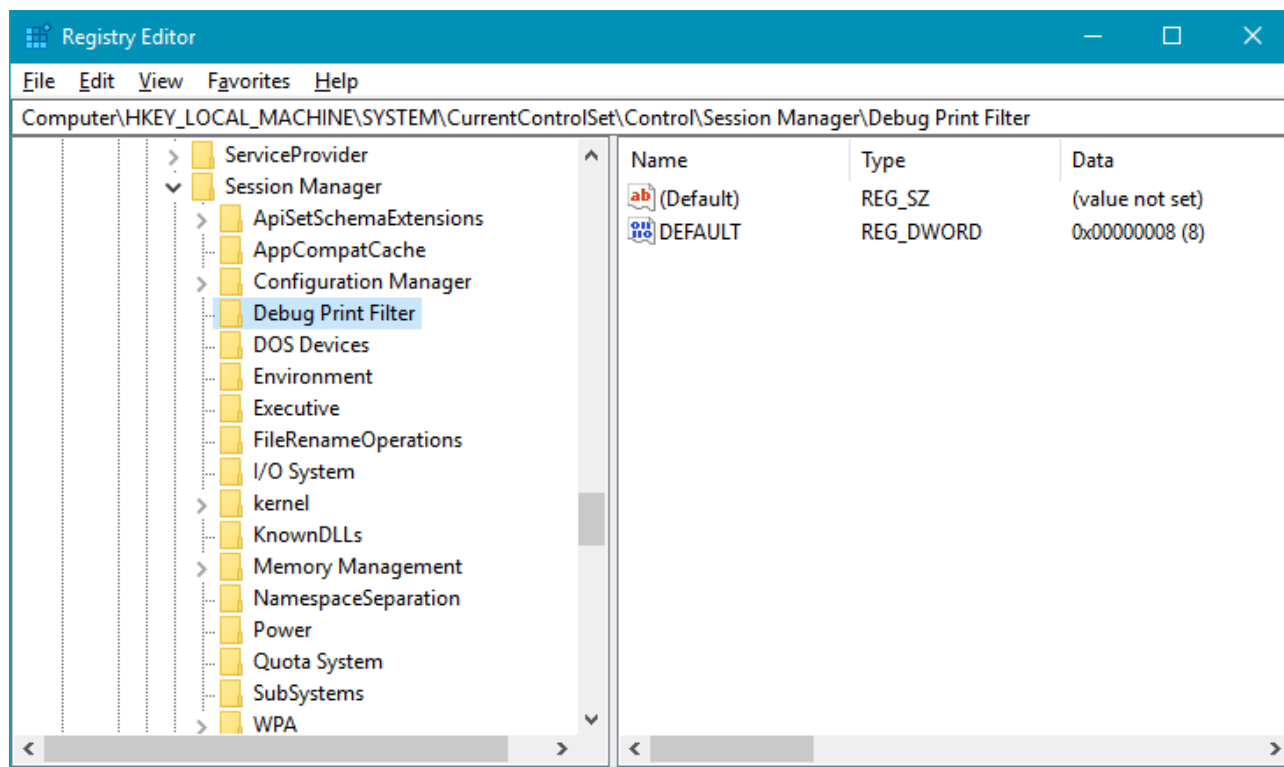 Registry Editor
File Edit View Favorites Help
Computer\HKEY_LOCAL_MACHINE\SYSTEM\CurrentControlSet\Control\Session Manager\Debug Print Filter
ServiceProvider
Session Manager
ApiSetSchemaExtensions
AppCompatCache
Configuration Manager
Debug Print Filter
DOS Devices
Environment
Executive
FileRenameOperations
I/O System
kernel
KnownDLLs
Memory Management
NamespaceSeparation
Power
Quota System
SubSystems
WPA
Name Type Data
(Default) REG_SZ (value not set)
DEFAULT REG_DWORD 0x00000008 (8)